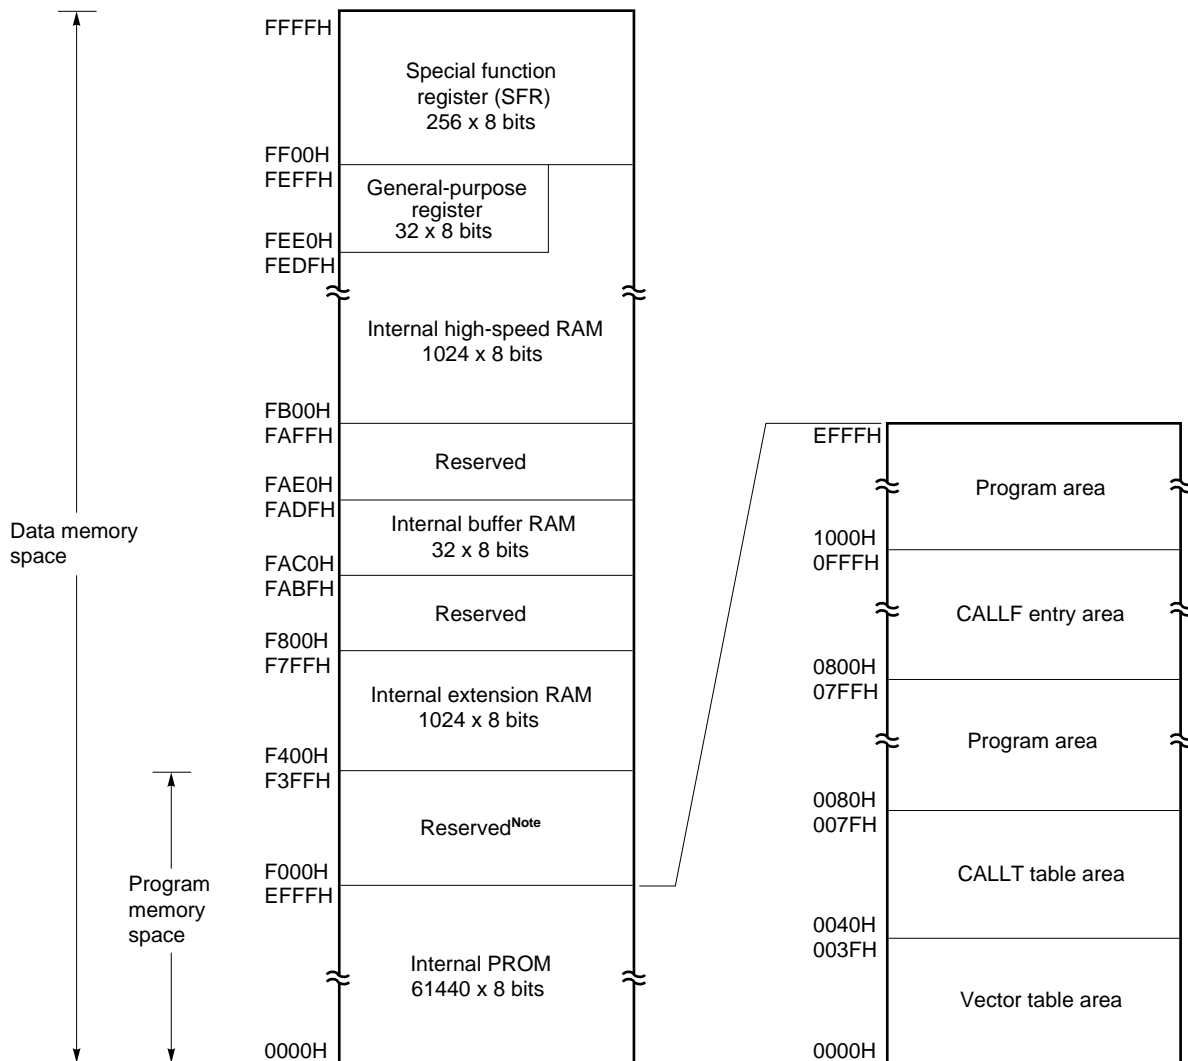 FFFFH
Special function
register (SFR)
256 x 8 bits
FF00H
FEFFH
General-purpose
register
32 x 8 bits
FEE0H
FEDFH
Internal high-speed RAM
1024 x 8 bits
FB00H
FAFFH
Reserved
FAE0H
FADFH
Internal buffer RAM
32 x 8 bits
FAC0H
FABFH
Reserved
F800H
F7FFH
Internal extension RAM
1024 x 8 bits
F400H
F3FFH
ReservedNote
F000H
EFFFH
Internal PROM
61440 x 8 bits
0000H
Data memory
space
Program
memory
space
EFFFH
Program area
1000H
0FFFH
CALLF entry area
0800H
07FFH
Program area
0080H
007FH
CALLT table area
0040H
003FH
Vector table area
0000H